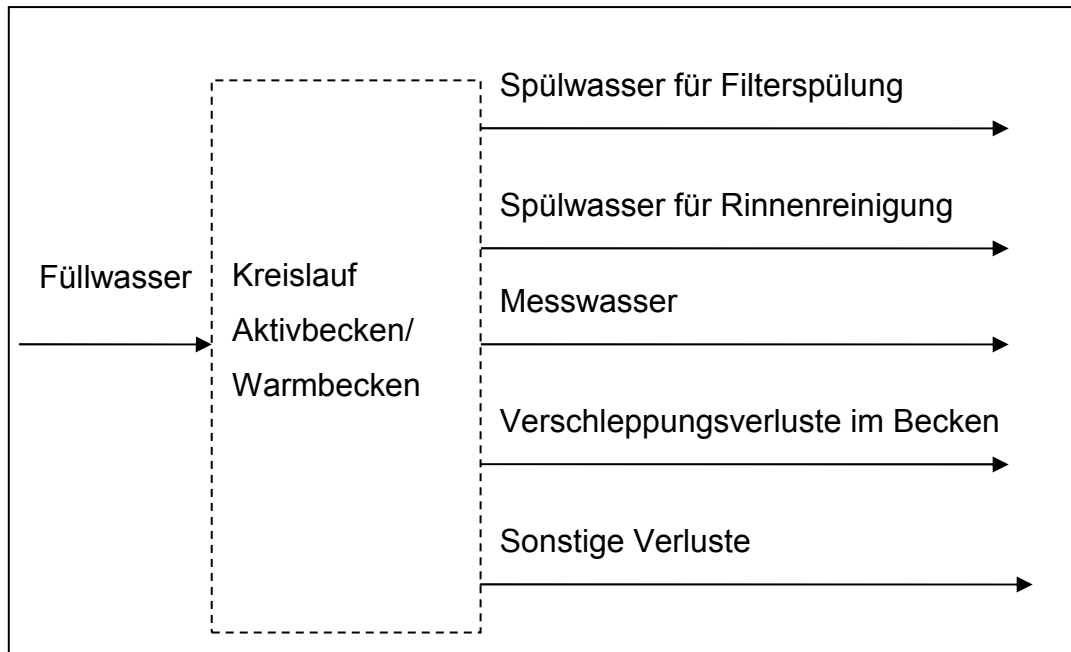 Füllwasser
Kreislauf
Aktivbecken/
Warmbecken
Spülwasser für Filterspülung
Spülwasser für Rinnenreinigung
Messwasser
Verschleppungsverluste im Becken
Sonstige Verluste